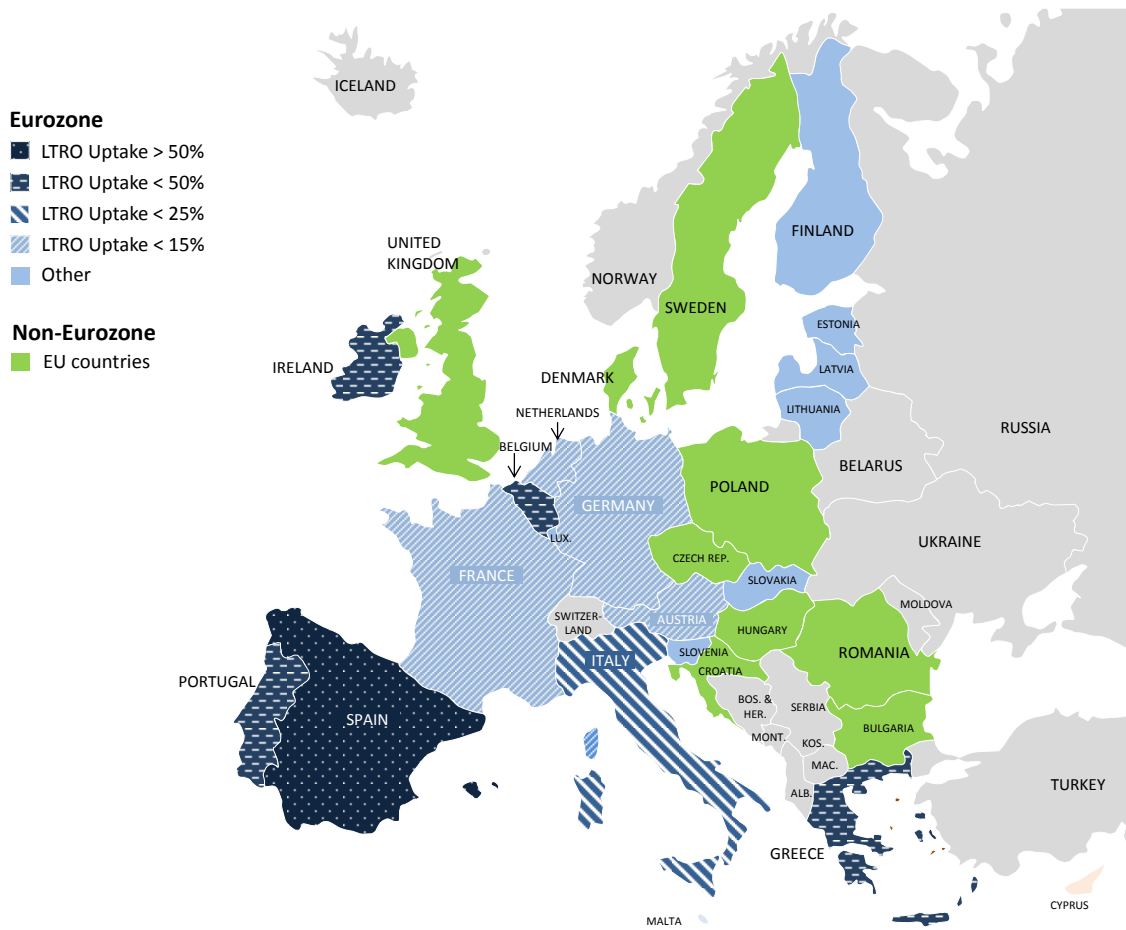 ICELAND
Eurozone
LTRO Uptake > 50%
LTRO Uptake < 50%
LTRO Uptake < 25%
LTRO Uptake < 15%
Other
Non-Eurozone
EU countries
UNITED
KINGDOM
FINLAND
NORWAY
SWEDEN
ESTONIA
IRELAND
LATVIA
DENMARK
LITHUANIA
NETHERLANDS
RUSSIA
BELGIUM
BELARUS
POLAND
GERMANY
LUX.
UKRAINE
CZECH REP.
FRANCE
SLOVAKIA
MOLDOVA
SWITZER-
LAND
AUSTRIA
HUNGARY
ITALY
SLOVENIA
ROMANIA
CROATIA
PORTUGAL
BOS. &
HER.
SERBIA
SPAIN
BULGARIA
MONT.
KOS.
MAC.
TURKEY
ALB.
GREECE
CYPRUS
MALTA